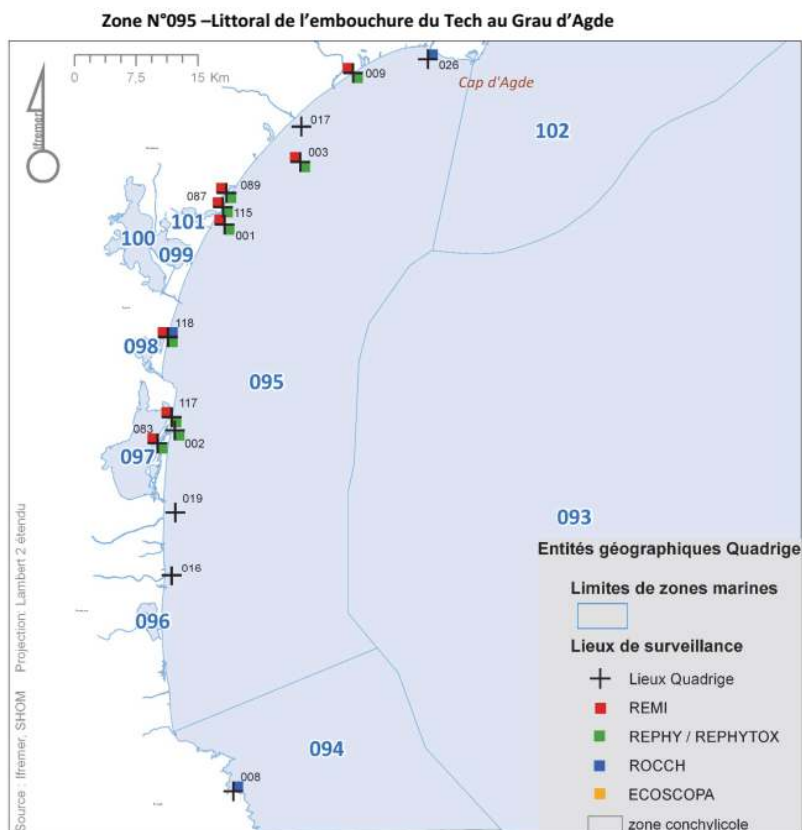 Zone N°095 –Littoral de l’embouchure du Tech au Grau d’Agde
0 7,5 15 Km
Ifremer
009
026
Cap d'Agde
017
102
003
089
087
115
101
001
100
099
118
098
095
117
083
002
097
019
093
016
096
094
008
Entités géographiques Quadrige
Limites de zones marines
Lieux de surveillance
Lieux Quadrige
REMI
REPHY / REPHYTOX
ROCCH
ECOSCOPA
zone conchylicole
Source : Ifremer, SHOM Projection: Lambert 2 étendu